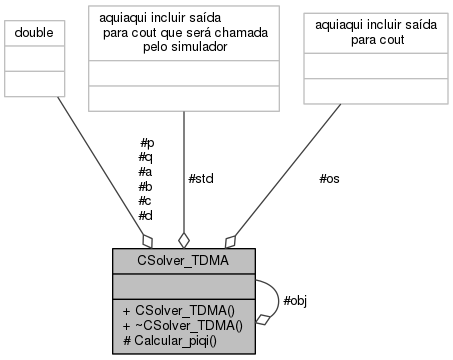 double
aquiaqui incluir saída
para cout que será chamada
pelo simulador
aquiaqui incluir saída
para cout
#p
#q
#a
#b
#c
#d
#std
#os
CSolver_TDMA
+ CSolver_TDMA()
+ ~CSolver_TDMA()
# Calcular_piqi()
#obj